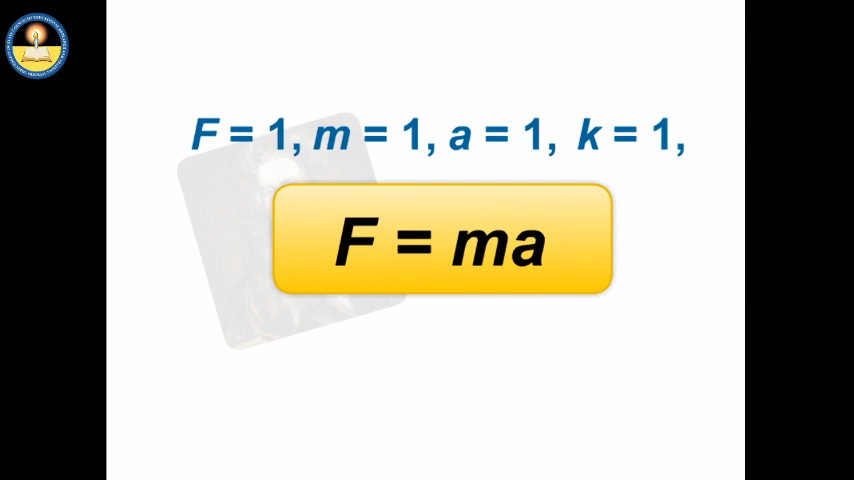 F = 1, m = 1, a = 1, k = 1,
F = ma